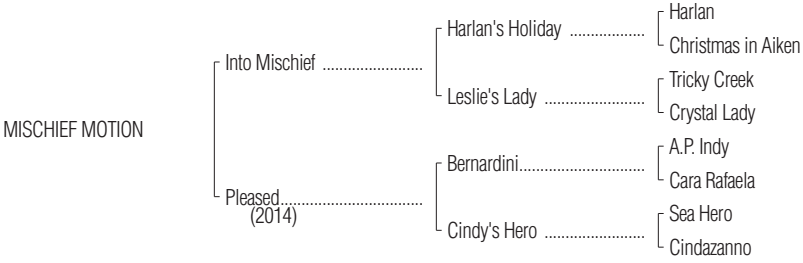 Harlan
Harlan's Holiday ..................
Christmas in Aiken
Into Mischief ........................
Tricky Creek
Leslie's Lady ........................
Crystal Lady
MISCHIEF MOTION
A.P. Indy
Bernardini..............................
Cara Rafaela
Pleased..................................
(2014)
Sea Hero
Cindy's Hero ........................
Cindazanno